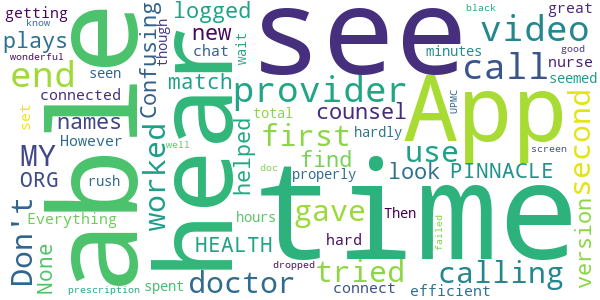 getting
know
wonderful
plays
end
connected
names
MY
However
ORG
rush
Don't
None
Everything
spent
prescription
able
Confusing
though
worked
well
hear
logged
new
chat
seen
match
wait
helped
HEALTH
doctor
see
provider
counsel
total
hardly
first
find
properly
hours
gave
hard
doc
tried
dropped
connect
Then
time
App
video
call
minutes
UPMC
use
look
PINNACLE
calling
efficient
failed
black
great
good
nurse
seemed
second
version
screen
set